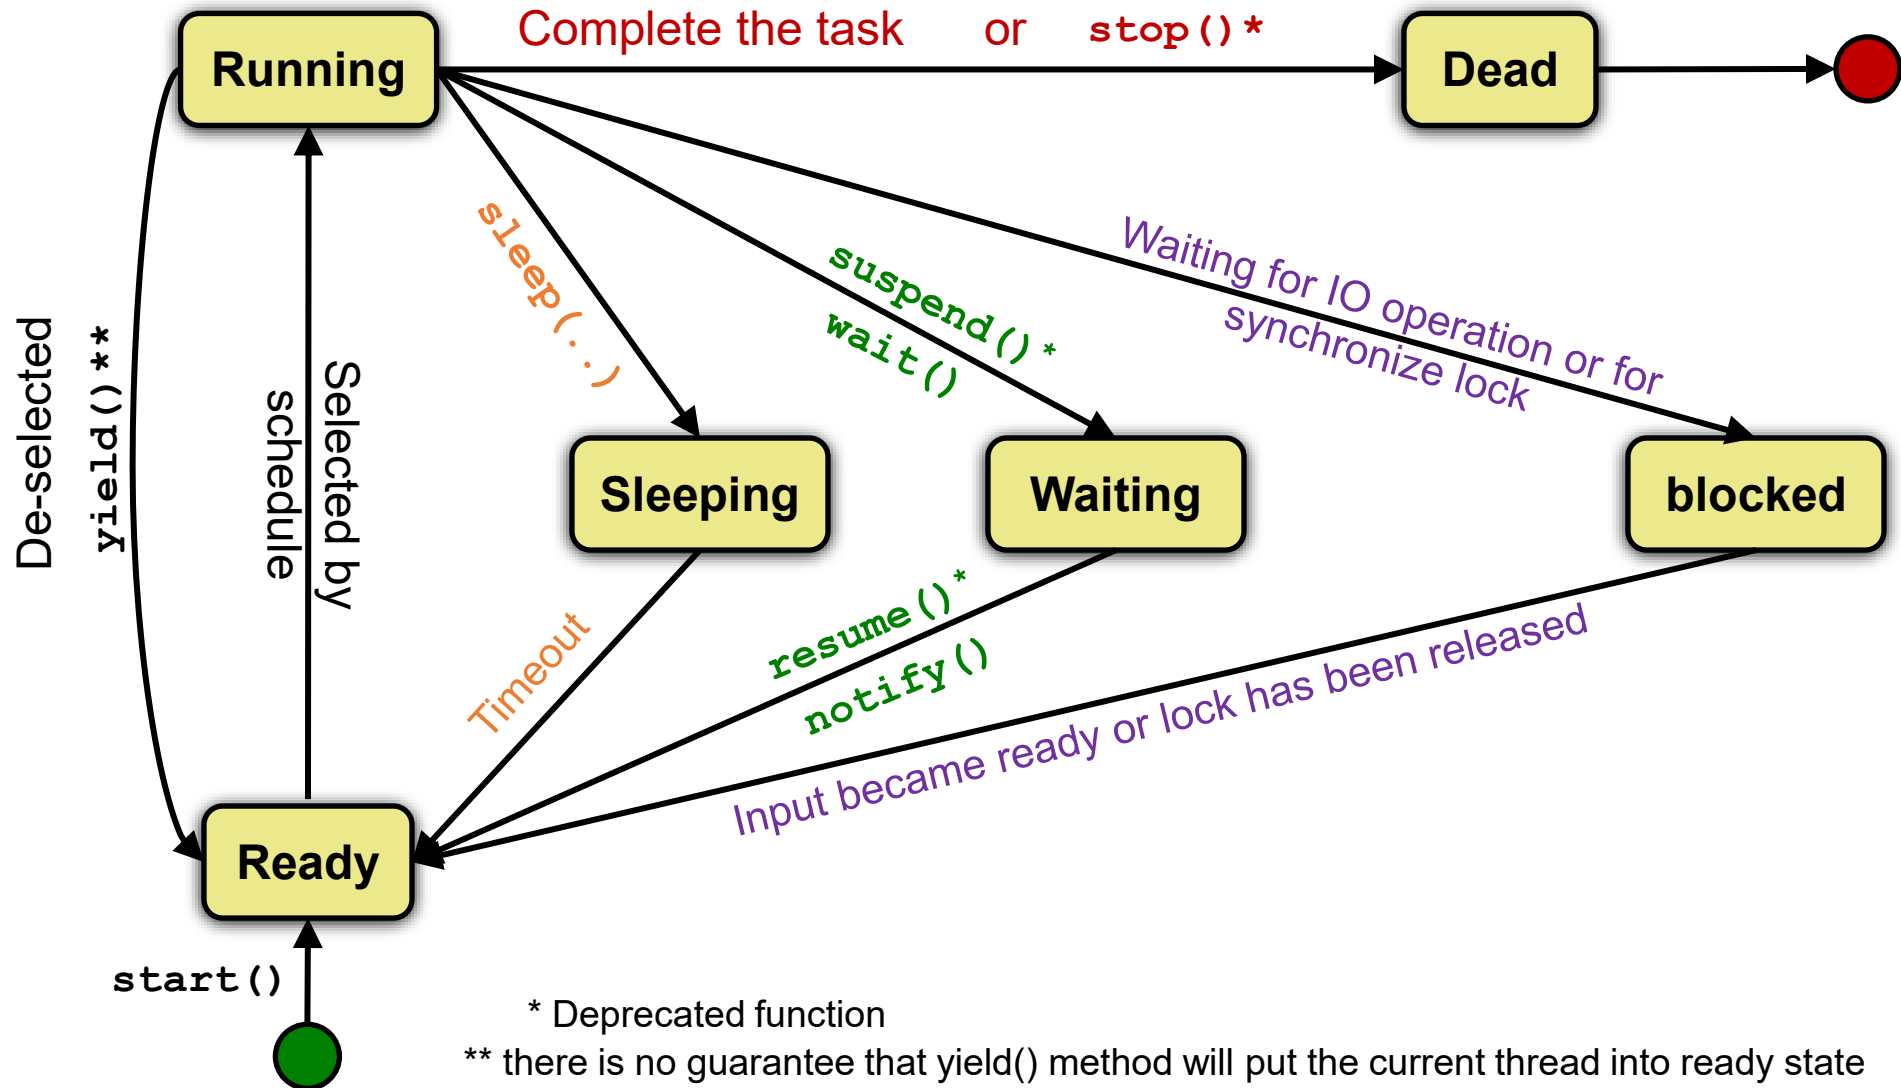 Complete the task or stop()*
Running
Dead
sleep(..)
suspend()*
wait()
Waiting for IO operation or for
synchronize lock
De-selected
yield()**
Selected by
schedule
Sleeping
Waiting
blocked
Timeout
resume()*
notify()
Input became ready or lock has been released
Ready
start()
* Deprecated function
** there is no guarantee that yield() method will put the current thread into ready state